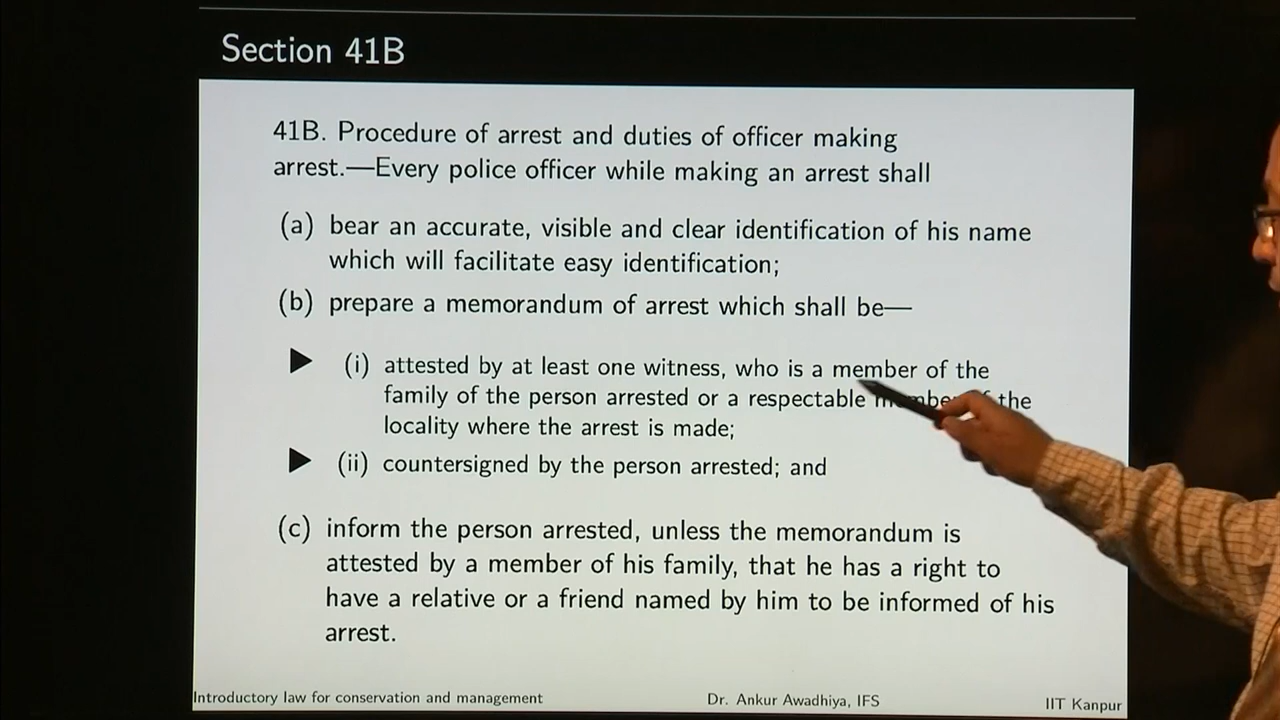 Section 41B
41B. Procedure of arrest and duties of officer making
arrest.—Every police officer while making an arrest shall
(a) bear an accurate, visible and clear identification of his name
which will facilitate easy identification;
(b) prepare a memorandum of arrest which shall be—
(i) attested by at least one witness, who is a member of the
family of the person arrested or a respectable member of the
locality where the arrest is made;
(ii) countersigned by the person arrested; and
(c) inform the person arrested, unless the memorandum is
attested by a member of his family, that he has a right to
have a relative or a friend named by him to be informed of his
arrest.
Introductory law for conservation and management Dr. Ankur Awadhiya, IFS IIT Kanpur